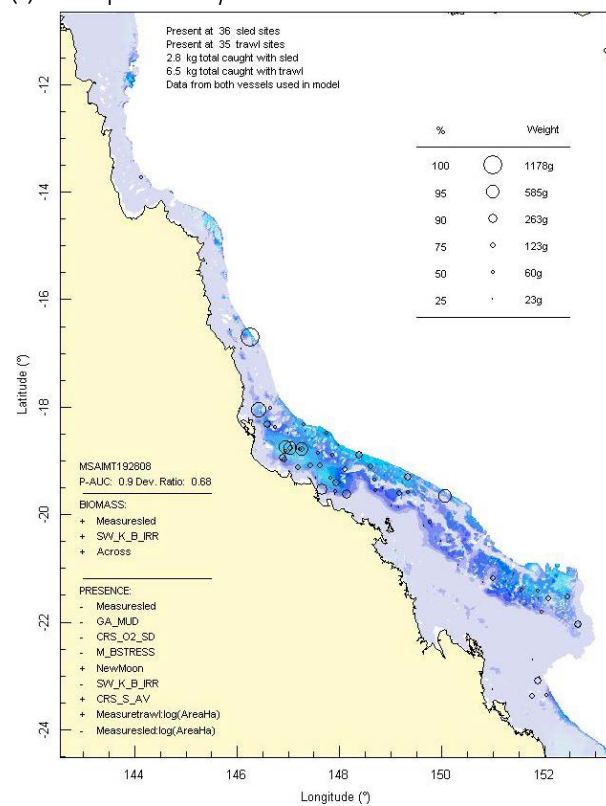 Present at 36 sled sites
Present at 35 trawl sites
2.8 kg total caught with sled
6.5 kg total caught with trawl
Data from both vessels used in model
% Weight
100 1178g
95 585g
90 263g
75 123g
50 60g
25 23g
-12
-14
-16
-18
-20
-22
-24
Latitude (°)
MSAIMT192808
P-AUC: 0.9 Dev. Ratio: 0.68
BIOMASS:
+ Measuresled
+ SW_K_B_IRR
+ Across
PRESENCE:
- Measuresled
- GA_MUD
- CRS_O2_SD
- M_BSTRESS
+ NewMoon
- SW_K_B_IRR
+ CRS_S_AV
+ Measuretrawl:log(AreaHa)
- Measuresled:log(AreaHa)
144 146 148 150 152
Longitude (°)